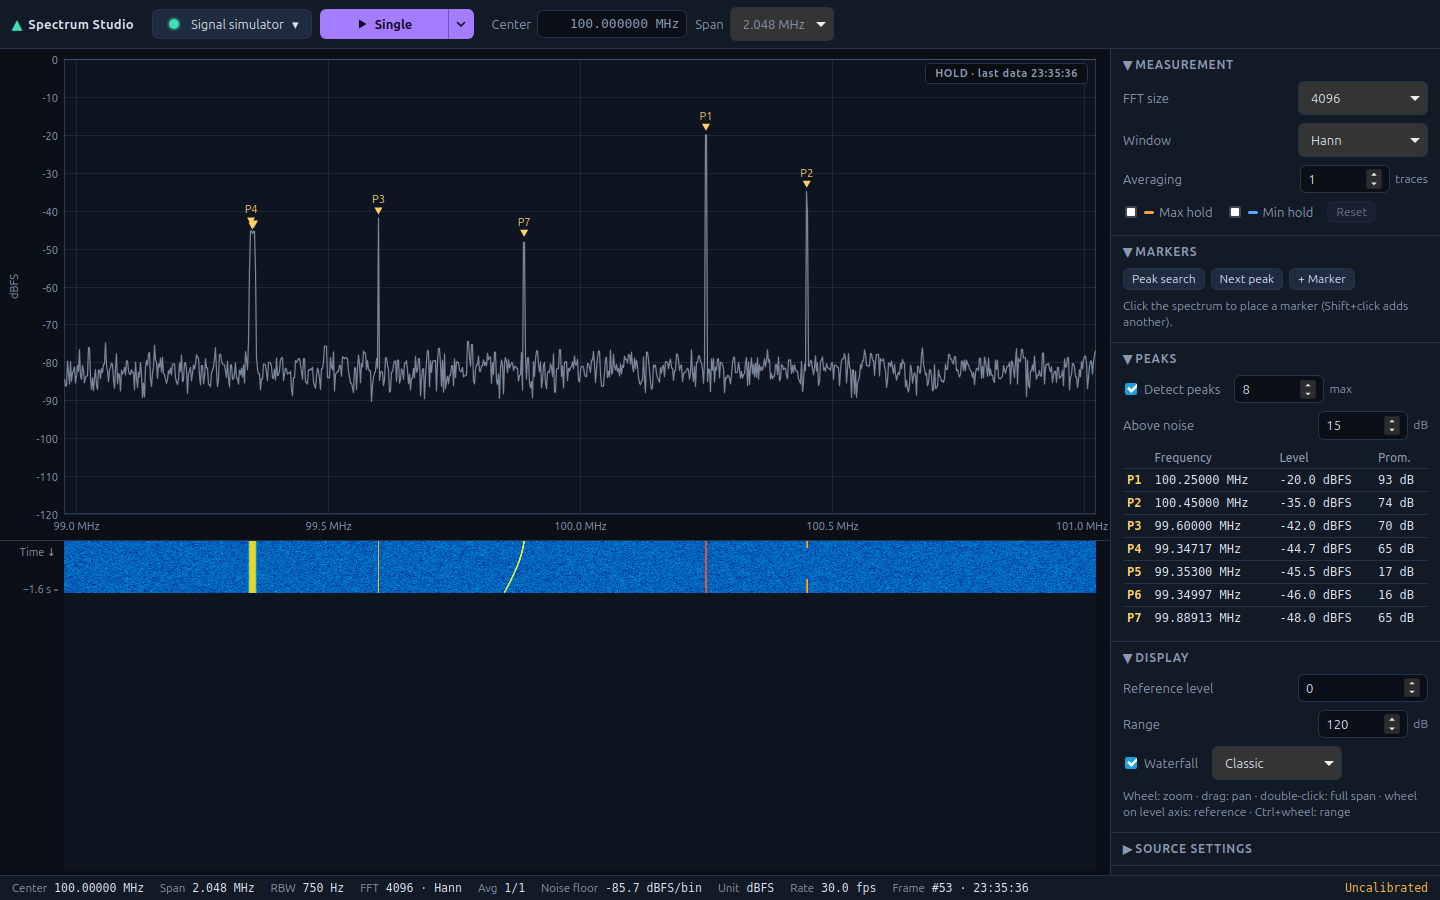 Spectrum Studio
Signal simulator ▾
Single
Center 100.000000 MHz
Span 2.048 MHz
HOLD · last data 23:35:36
0
-10
-20
-30
-40
-50
-60
-70
-80
-90
-100
-110
-120
dBFS
P1
P2
P3
P4
P7
99.0 MHz
99.5 MHz
100.0 MHz
100.5 MHz
101.0 MHz
Time ↓
−1.6 s
▼ MEASUREMENT
FFT size 4096
Window Hann
Averaging 1 traces
Max hold Min hold Reset
▼ MARKERS
Peak search Next peak + Marker
Click the spectrum to place a marker (Shift+click adds
another).
▼ PEAKS
Detect peaks 8 max
Above noise 15 dB
Frequency Level Prom.
P1 100.25000 MHz -20.0 dBFS 93 dB
P2 100.45000 MHz -35.0 dBFS 74 dB
P3 99.60000 MHz -42.0 dBFS 70 dB
P4 99.34717 MHz -44.7 dBFS 65 dB
P5 99.35300 MHz -45.5 dBFS 17 dB
P6 99.34997 MHz -46.0 dBFS 16 dB
P7 99.88913 MHz -48.0 dBFS 65 dB
▼ DISPLAY
Reference level 0
Range 120 dB
Waterfall Classic
Wheel: zoom · drag: pan · double-click: full span · wheel
on level axis: reference · Ctrl+wheel: range
▶ SOURCE SETTINGS
Center 100.00000 MHz Span 2.048 MHz RBW 750 Hz FFT 4096 · Hann Avg 1/1 Noise floor -85.7 dBFS/bin Unit dBFS Rate 30.0 fps Frame #53 · 23:35:36 Uncalibrated